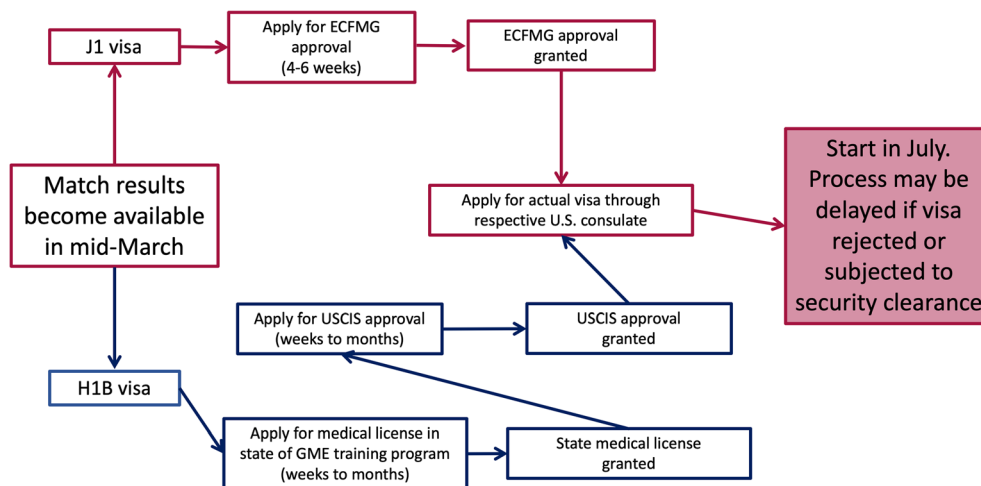 J1 visa
Apply for ECFMG
approval
(4-6 weeks)
ECFMG approval
granted
Match results
become available
in mid-March
Apply for actual visa through
respective U.S. consulate
Start in July.
Process may be
delayed if visa
rejected or
subjected to
security clearance
Apply for USCIS approval
(weeks to months)
USCIS approval
granted
H1B visa
Apply for medical license in
state of GME training program
(weeks to months)
State medical license
granted